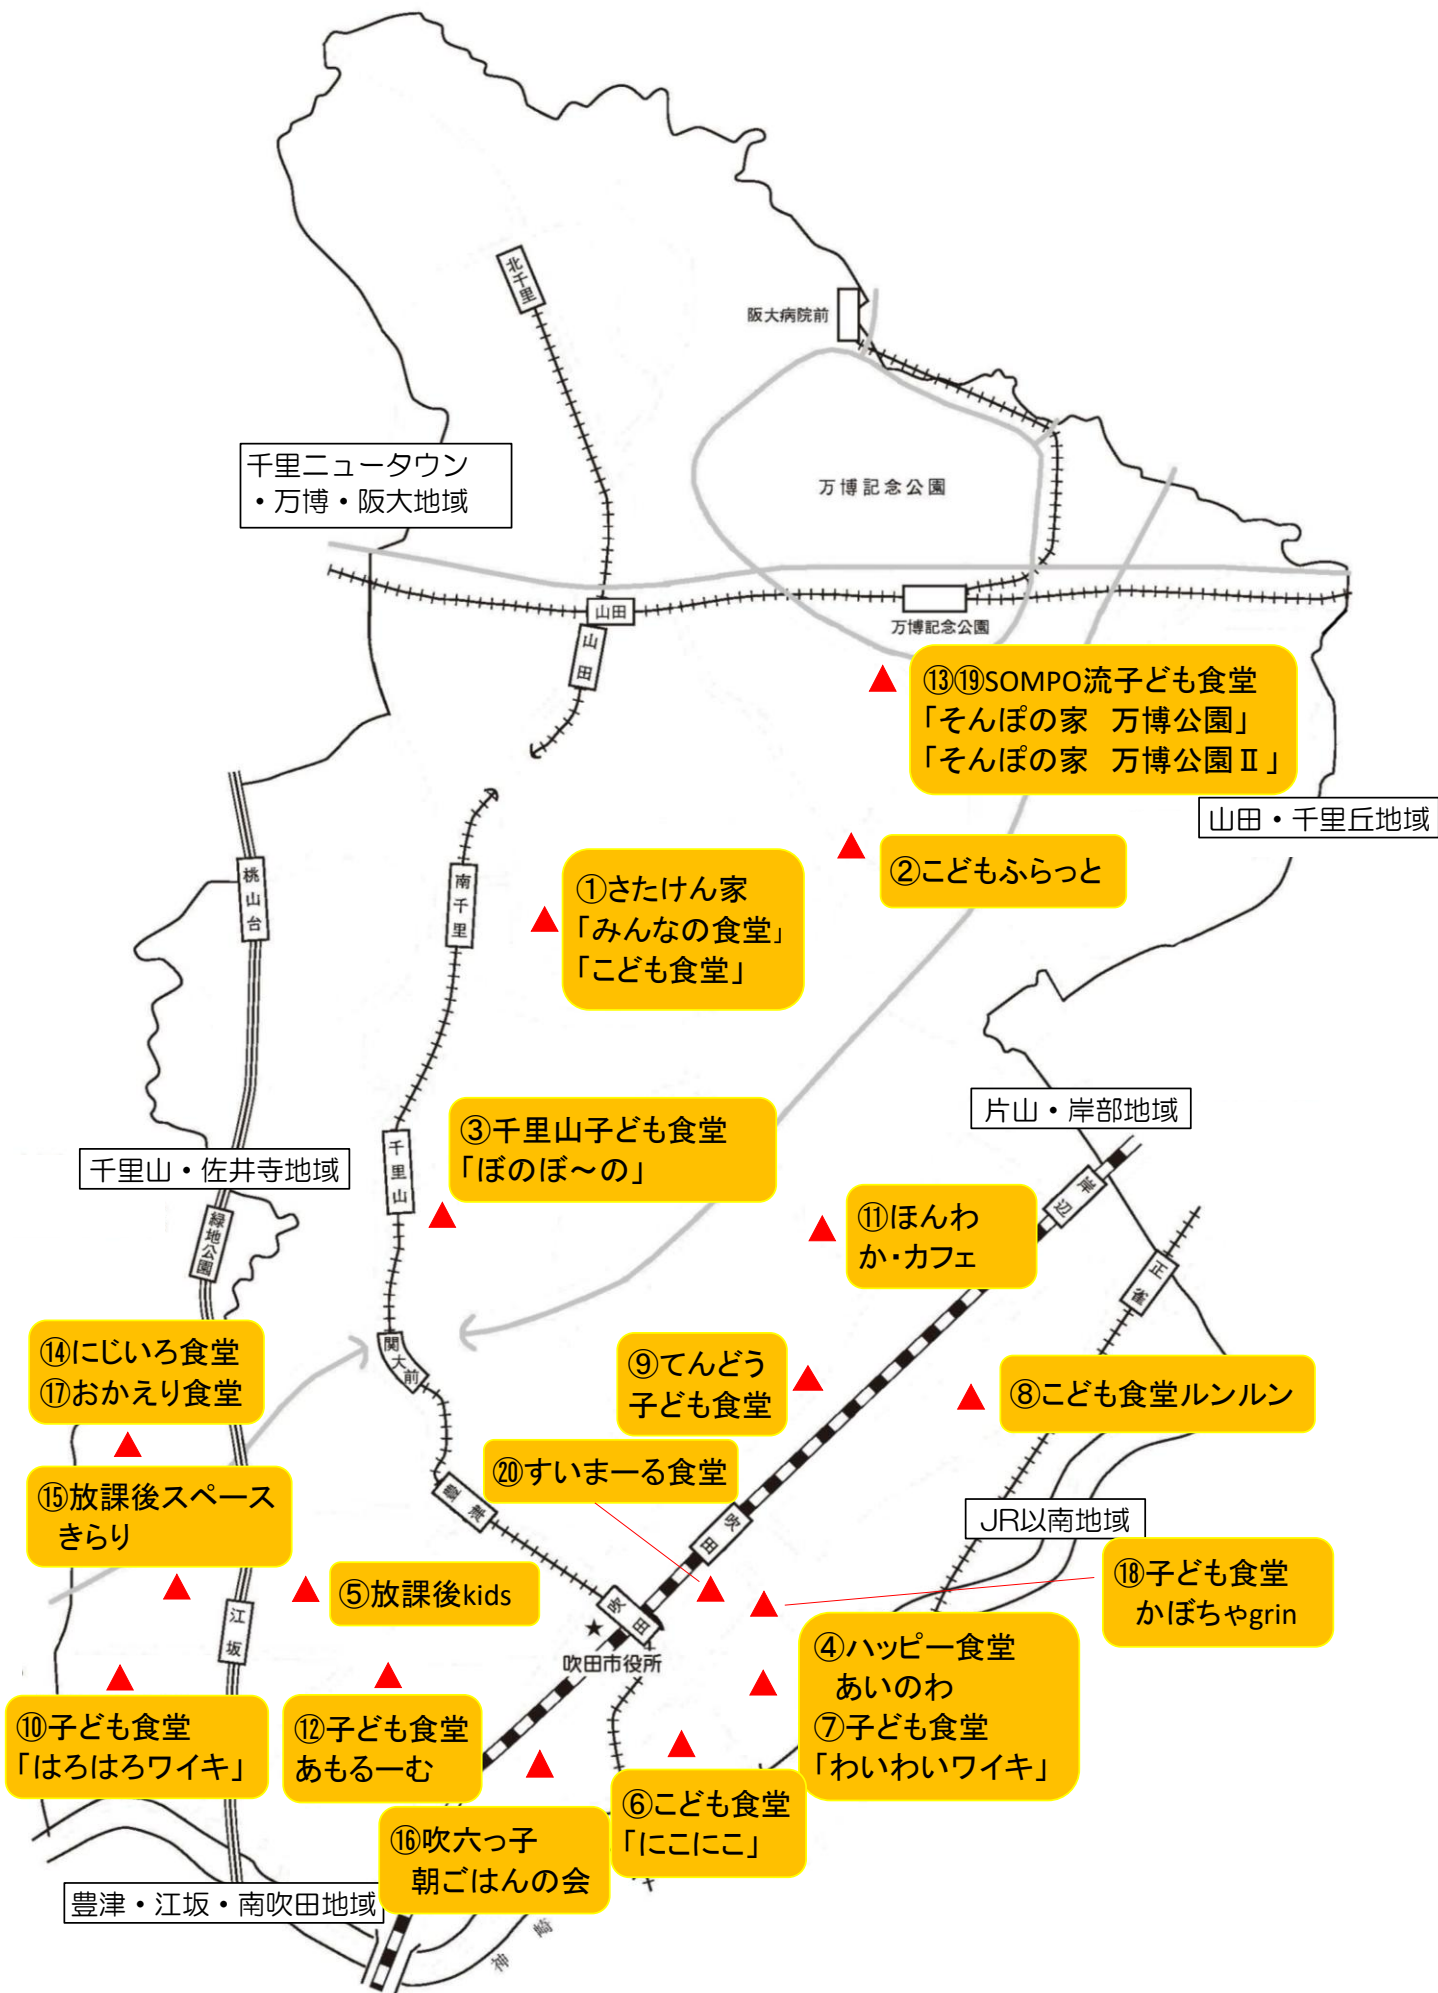 北千里
阪大病院前
千里ニュータウン
・万博・阪大地域
万博記念公園
山田
万博記念公園
山田
⑬⑲SOMPO流子ども食堂
「そんぽの家　万博公園」
「そんぽの家　万博公園Ⅱ」
山田・千里丘地域
②こどもふらっと
桃山台
南千里
①さたけん家
「みんなの食堂」
「こども食堂」
片山・岸部地域
③千里山子ども食堂
「ぼのぼ～の」
千里山
千里山・佐井寺地域
岸辺
⑪ほんわ
か・カフェ
緑地公園
正雀
⑭にじいろ食堂
⑰おかえり食堂
関大前
⑨てんどう
子ども食堂
⑧こども食堂ルンルン
⑳すいまーる食堂
⑮放課後スペース
きらり
豊津
吹田
JR以南地域
⑤放課後kids
⑱子ども食堂
かぼちゃgrin
江坂
吹田
★
吹田市役所
④ハッピー食堂
あいのわ
⑦子ども食堂
「わいわいワイキ」
⑩子ども食堂
「はろはろワイキ」
⑫子ども食堂
あもるーむ
⑥こども食堂
「にこにこ」
⑯吹六っ子
朝ごはんの会
豊津・江坂・南吹田地域
神崎